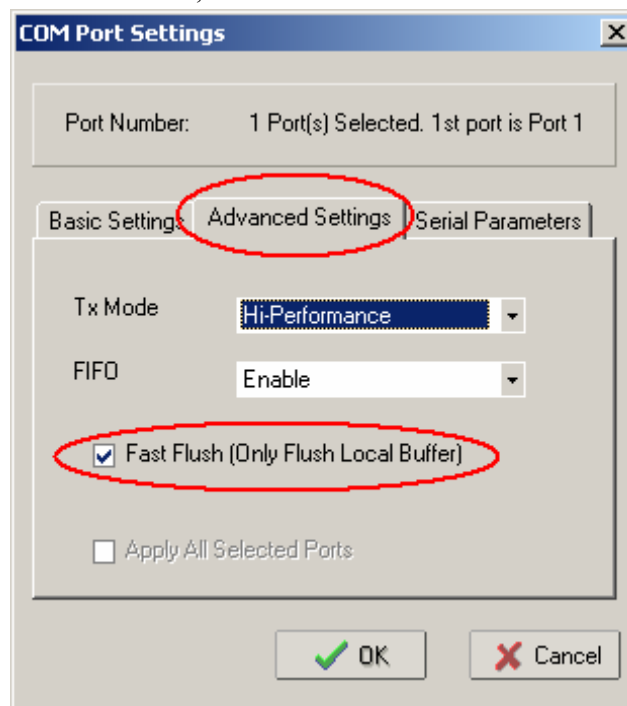 COM Port Settings
Port Number: 1 Port(s) Selected. 1st port is Port 1
Basic Settings Advanced Settings Serial Parameters
Tx Mode Hi-Performance
FIFO Enable
Fast Flush (Only Flush Local Buffer)
Apply All Selected Ports
OK Cancel